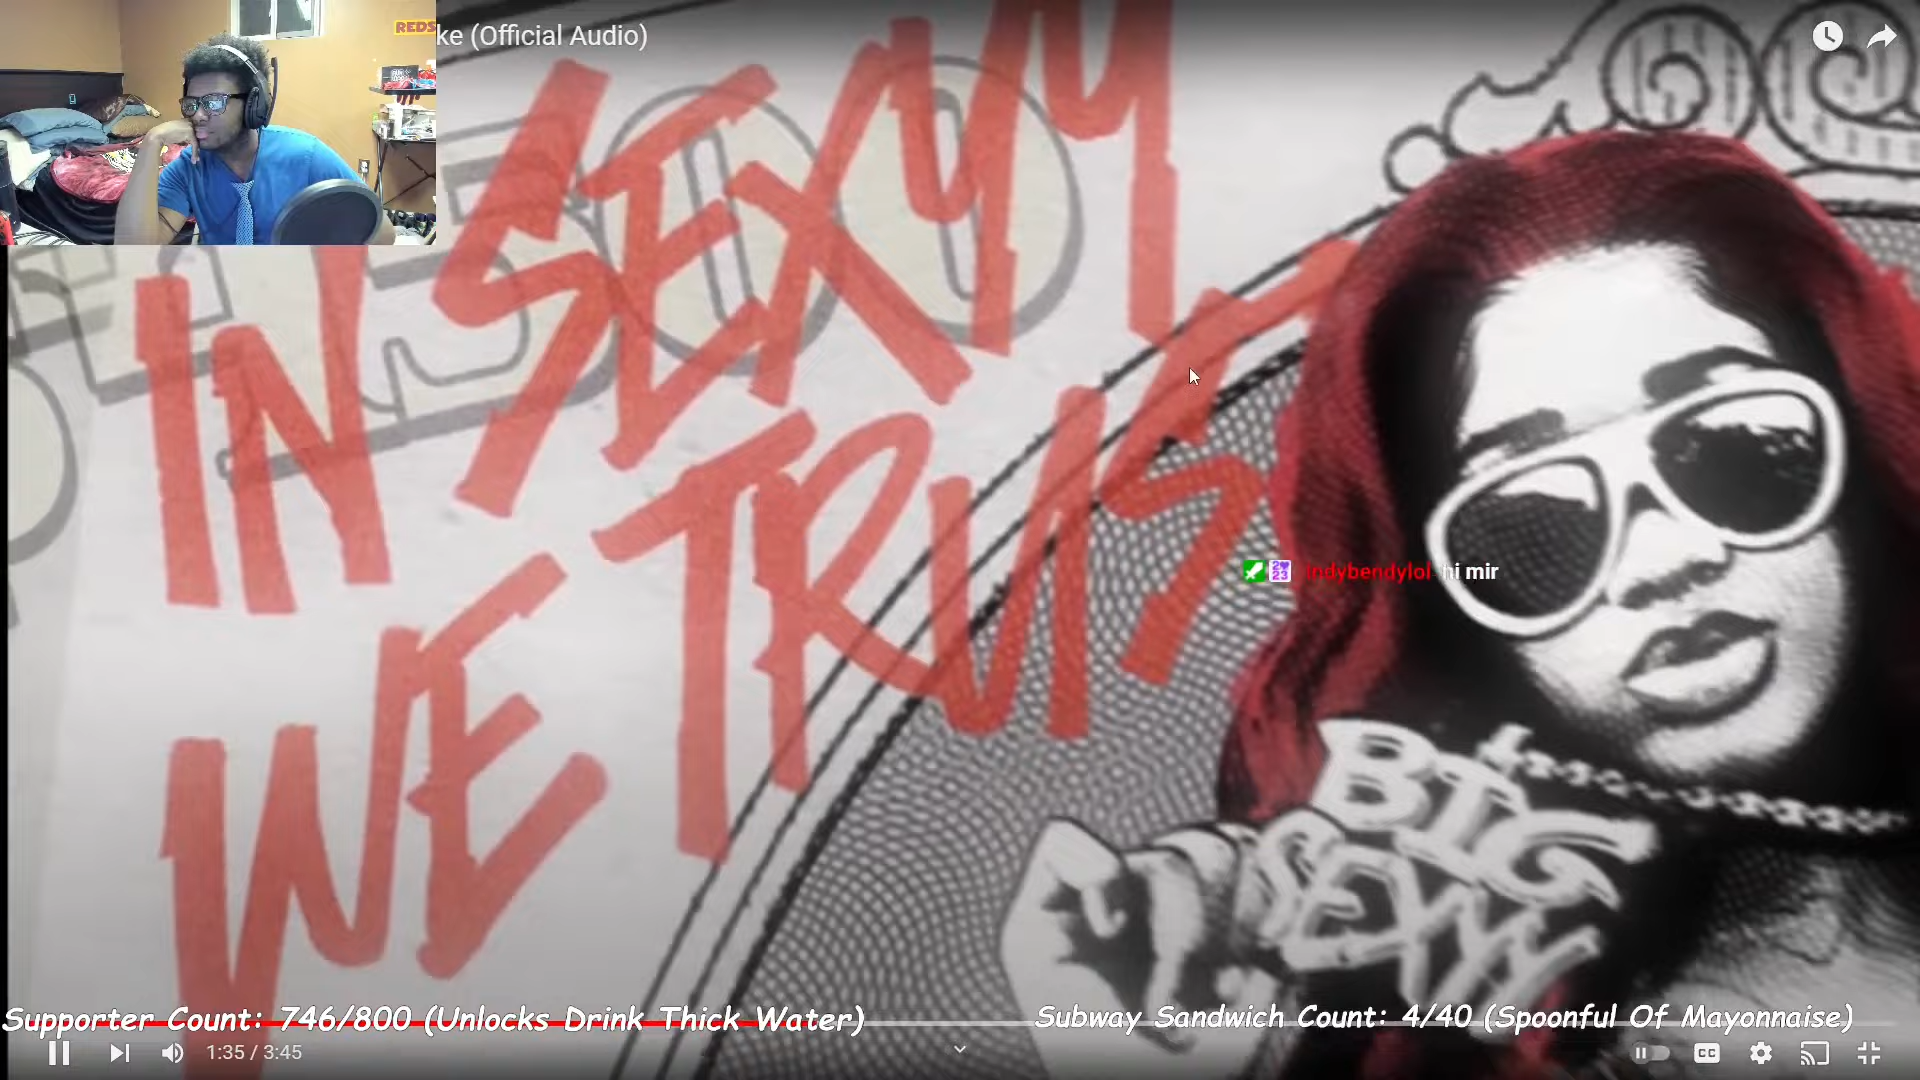 REDS
ke (Official Audio)
IN SEXYY
WE TRUST
hi mir
BIG
SEXYY
Supporter Count: 746/800 (Unlocks Drink Thick Water)
Subway Sandwich Count: 4/40 (Spoonful Of Mayonnaise)
1:35 / 3:45
CC